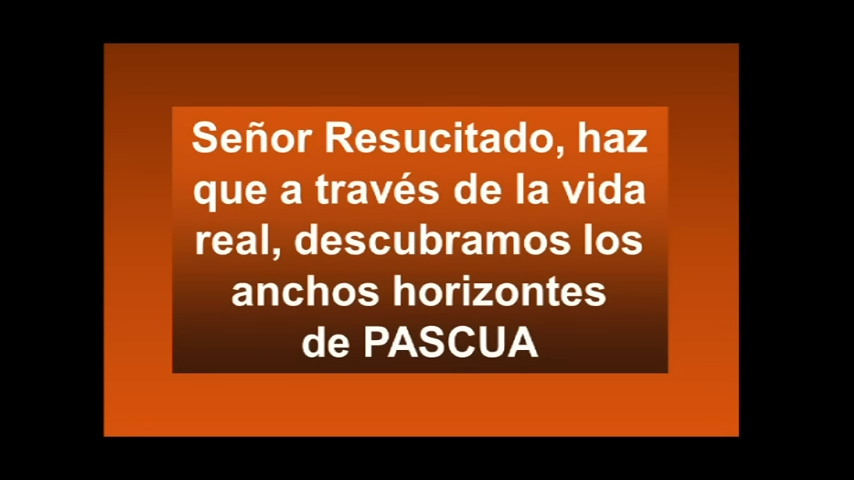 Señor Resucitado, haz
que a través de la vida
real, descubramos los
anchos horizontes
de PASCUA